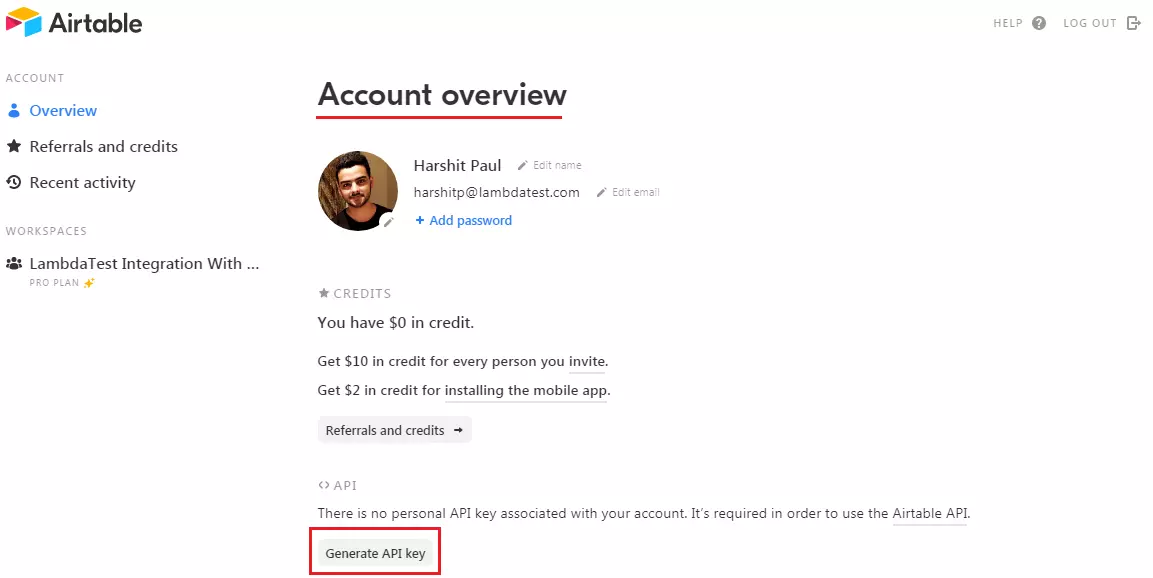 Airtable
HELP
LOG OUT
ACCOUNT
Overview
Referrals and credits
Recent activity
WORKSPACES
LambdaTest Integration With ...
PRO PLAN
Account overview
Harshit Paul Edit name
harshitp@lambdatest.com Edit email
+ Add password
CREDITS
You have $0 in credit.
Get $10 in credit for every person you invite.
Get $2 in credit for installing the mobile app.
Referrals and credits →
<> API
There is no personal API key associated with your account. It's required in order to use the Airtable API.
Generate API key